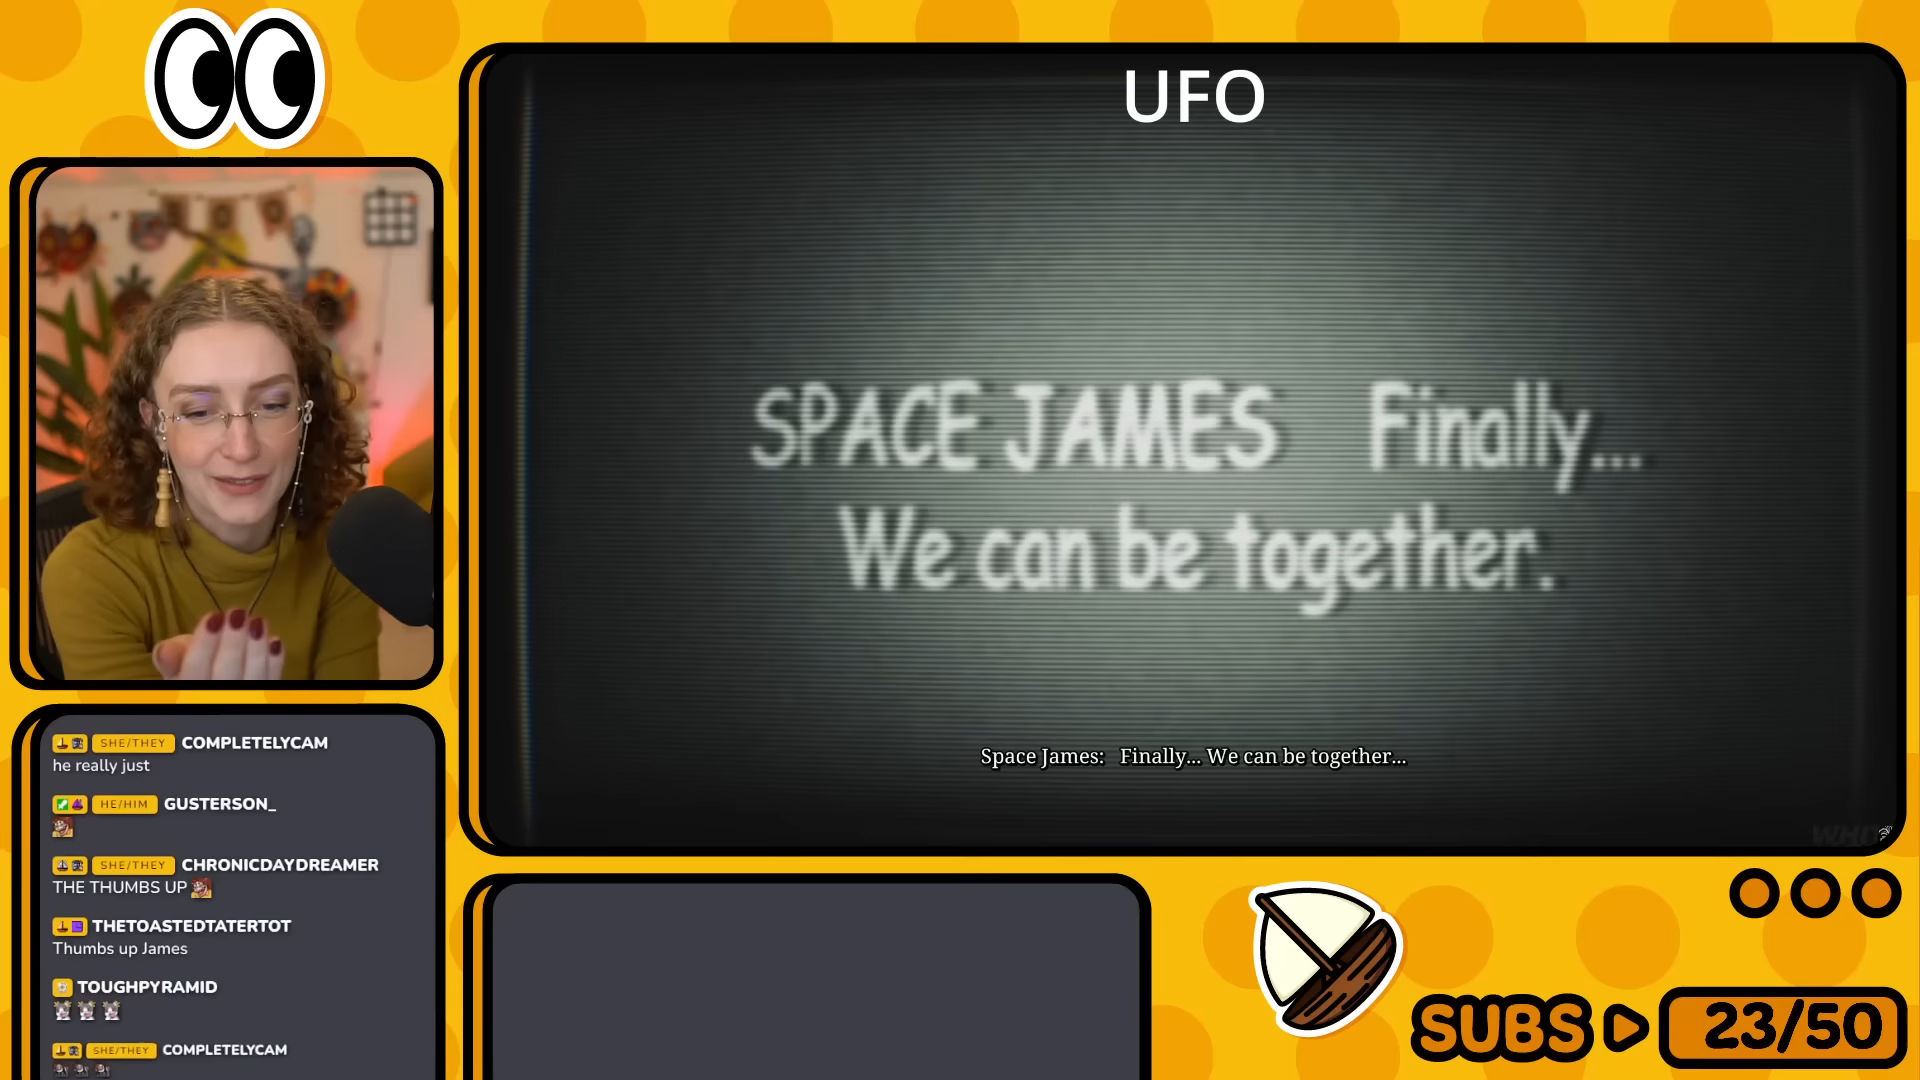 UFO
SPACE JAMES Finally...
We can be together.
Space James: Finally... We can be together...
SHE/THEY COMPLETELYCAM
he really just
HE/HIM GUSTERSON_
SHE/THEY CHRONICDAYDREAMER
THE THUMBS UP
THETOASTEDTATERTOT
Thumbs up James
TOUGHPYRAMID
SHE/THEY COMPLETELYCAM
SUBS 23/50